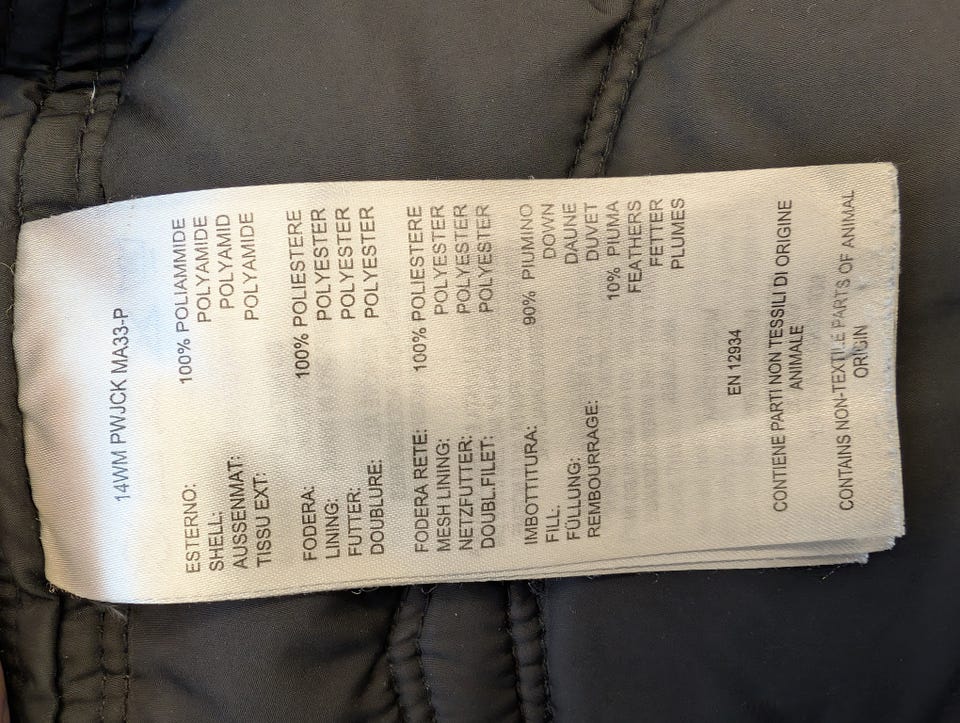 14WM PWJCK MA33-P
ESTERNO: 100% POLIAMMIDE
SHELL: POLYAMIDE
AUSSENMAT: POLYAMID
TISSU EXT: POLYAMIDE
FODERA: 100% POLIESTERE
LINING: POLYESTER
FUTTER: POLYESTER
DOUBLURE: POLYESTER
FODERA RETE: 100% POLIESTERE
MESH LINING: POLYESTER
NETZFUTTER: POLYESTER
DOUBL.FILET: POLYESTER
IMBOTTITURA: 90% PIUMINO
FILL. DOWN
FÜLLUNG: DAUNE
REMBOURRAGE: DUVET
10% PIUMA
FEATHERS
FETTER
PLUMES
EN 12934
CONTIENE PARTI NON TESSILI DI ORIGINE
ANIMALE
CONTAINS NON-TEXTILE PARTS OF ANIMAL
ORIGIN